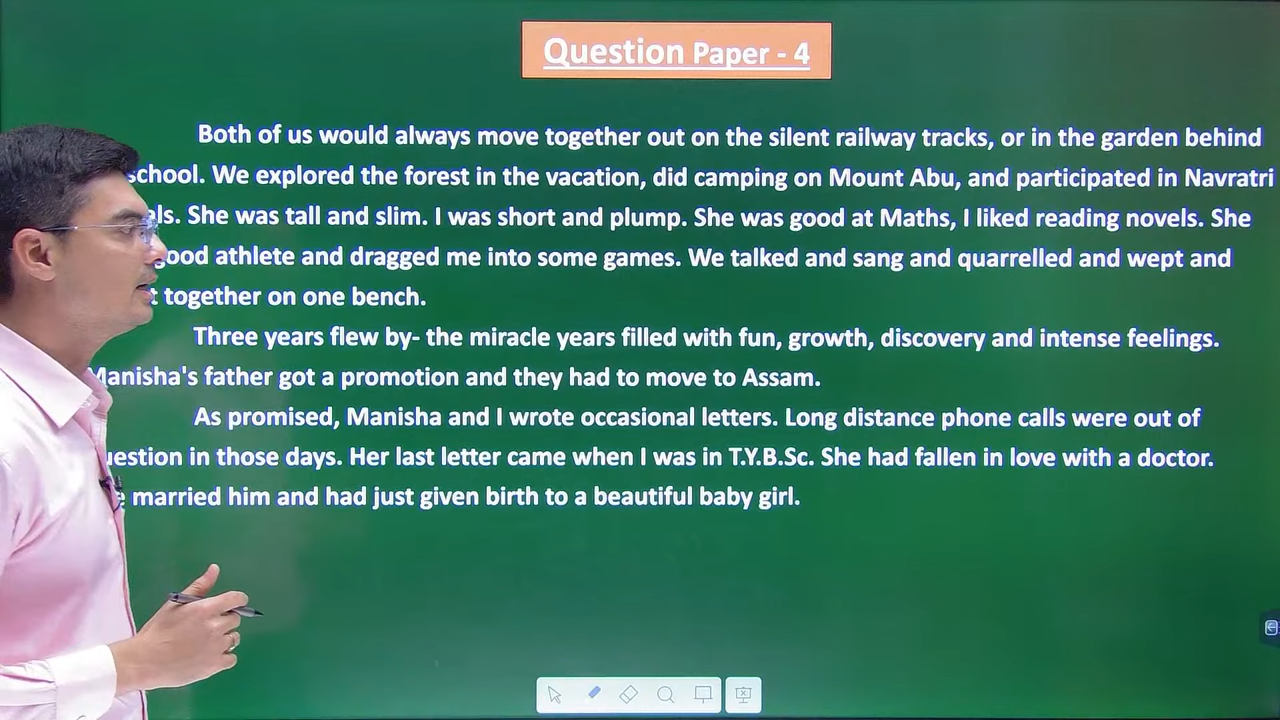 Question Paper - 4
Both of us would always move together out on the silent railway tracks, or in the garden behind
school. We explored the forest in the vacation, did camping on Mount Abu, and participated in Navratri
She was tall and slim. I was short and plump. She was good at Maths, I liked reading novels. She
athlete and dragged me into some games. We talked and sang and quarrelled and wept and
together on one bench.
Three years flew by- the miracle years filled with fun, growth, discovery and intense feelings.
Manisha's father got a promotion and they had to move to Assam.
As promised, Manisha and I wrote occasional letters. Long distance phone calls were out of
in those days. Her last letter came when I was in T.Y.B.Sc. She had fallen in love with a doctor.
married him and had just given birth to a beautiful baby girl.